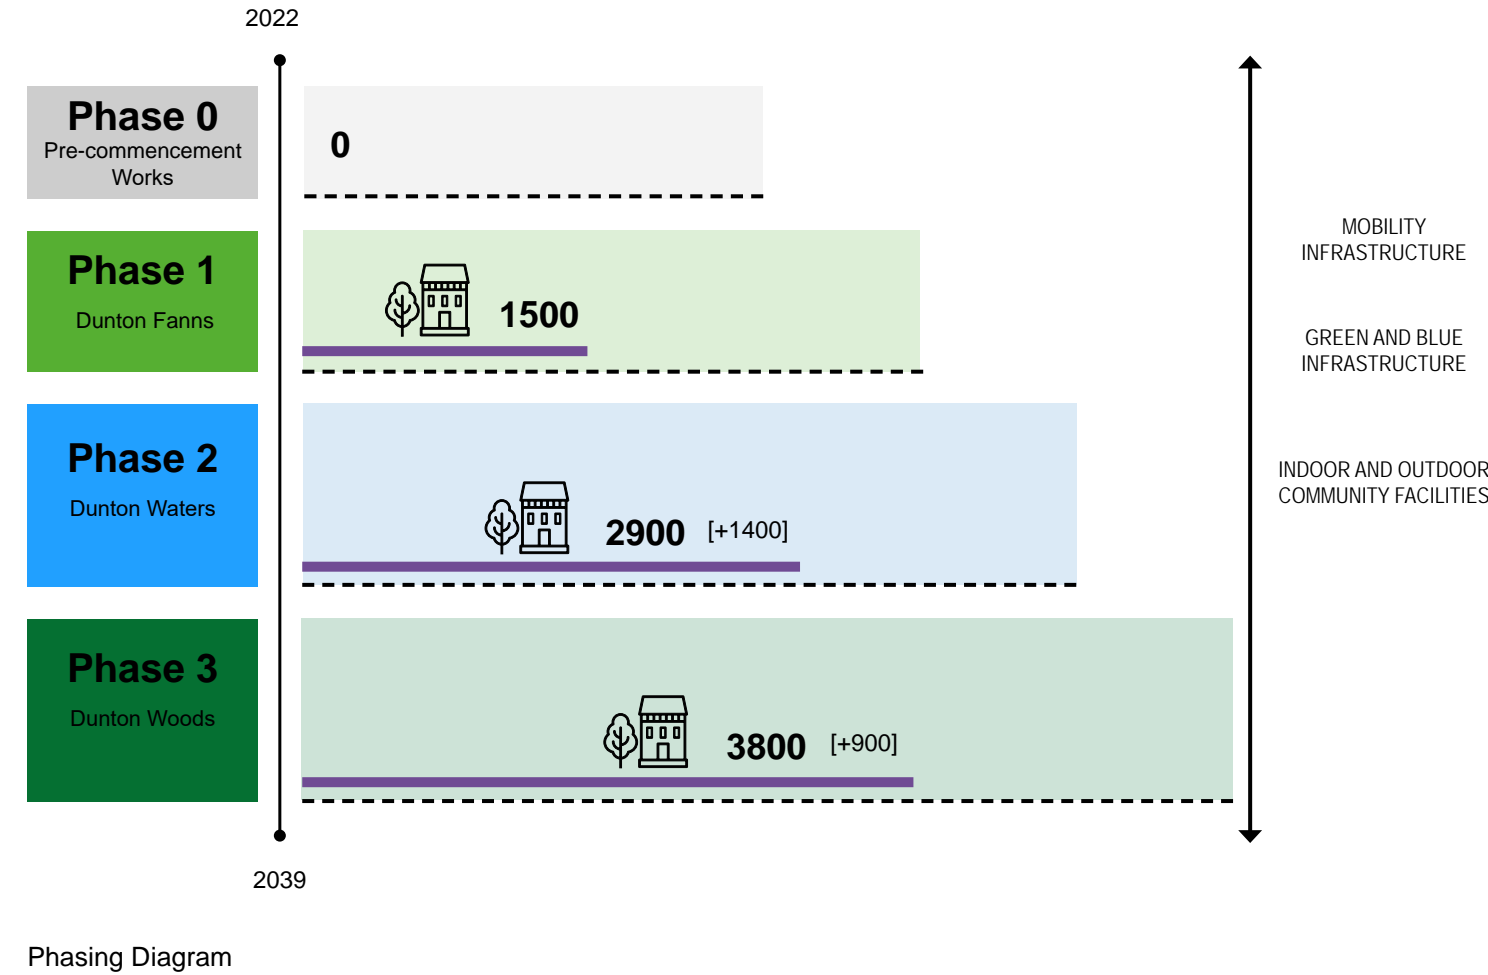 2022
Phase 0
Pre-commencement
Works
0
Phase 1
Dunton Fanns
1500
MOBILITY
INFRASTRUCTURE
GREEN AND BLUE
INFRASTRUCTURE
Phase 2
Dunton Waters
2900 [+1400]
INDOOR AND OUTDOOR
COMMUNITY FACILITIES
Phase 3
Dunton Woods
3800 [+900]
2039
Phasing Diagram